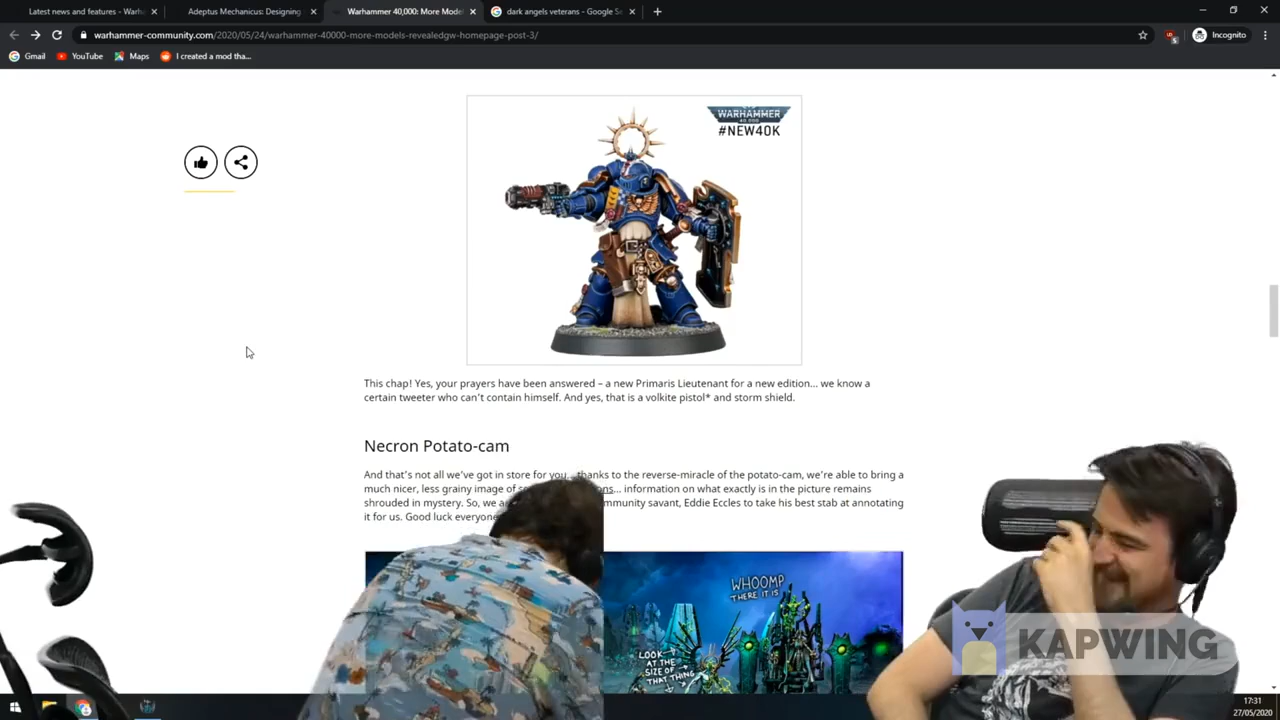 Latest news and features - Warh
Adeptus Mechanicus: Designing
Warhammer 40,000: More Model
dark angels veterans - Google Se
warhammer-community.com/2020/05/24/warhammer-40000-more-models-revealedgw-homepage-post-3/
Incognito
Gmail
YouTube
Maps
I created a mod tha...
WARHAMMER
40,000
#NEW40K
This chap! Yes, your prayers have been answered – a new Primaris Lieutenant for a new edition... we know a
certain tweeter who can't contain himself. And yes, that is a volkite pistol* and storm shield.
Necron Potato-cam
And that's not all we've got in store for you... thanks to the reverse-miracle of the potato-cam, we're able to bring a
much nicer, less grainy image of ... information on what exactly is in the picture remains
shrouded in mystery. So, we community savant, Eddie Eccles to take his best stab at annotating
it for us. Good luck everyone
WHOOMP
THERE IT IS
LOOK
AT THE
SIZE OF
THAT THING
KAPWING
17:31
27/05/2020